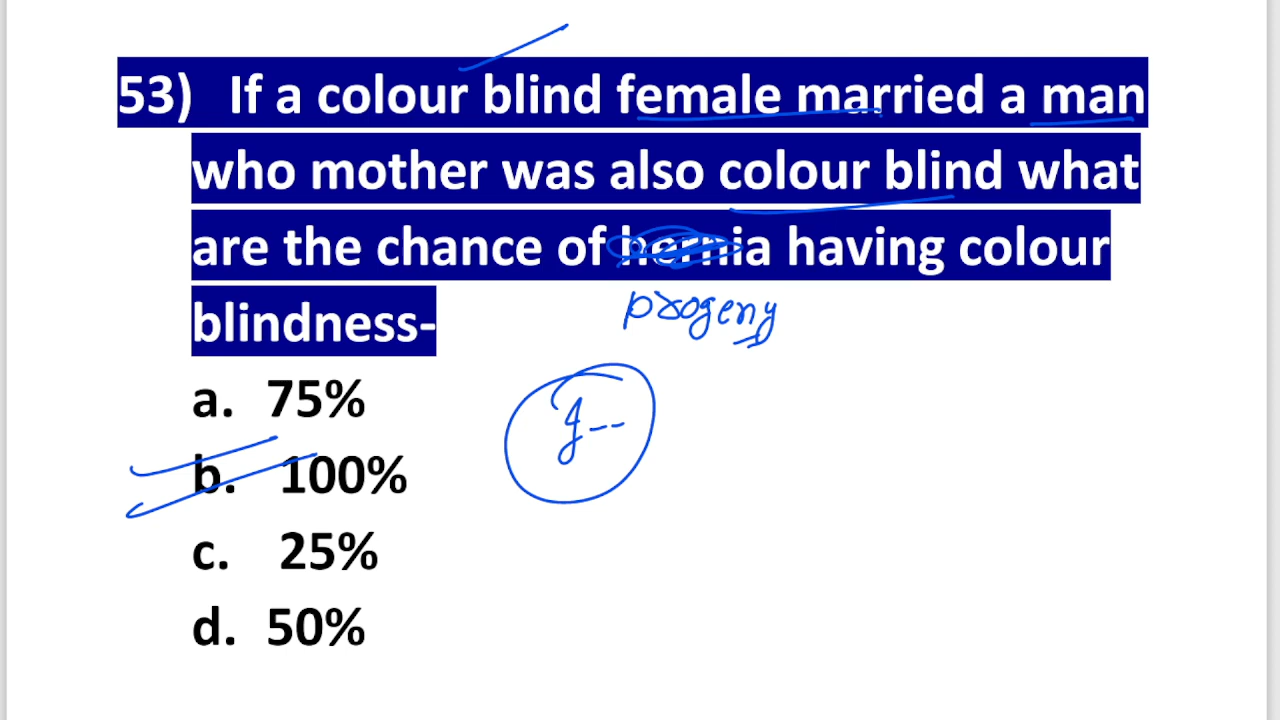 53) If a colour blind female married a man
who mother was also colour blind what
are the chance of hernia having colour
blindness-
progeny
a. 75%
b. 100%
c. 25%
d. 50%